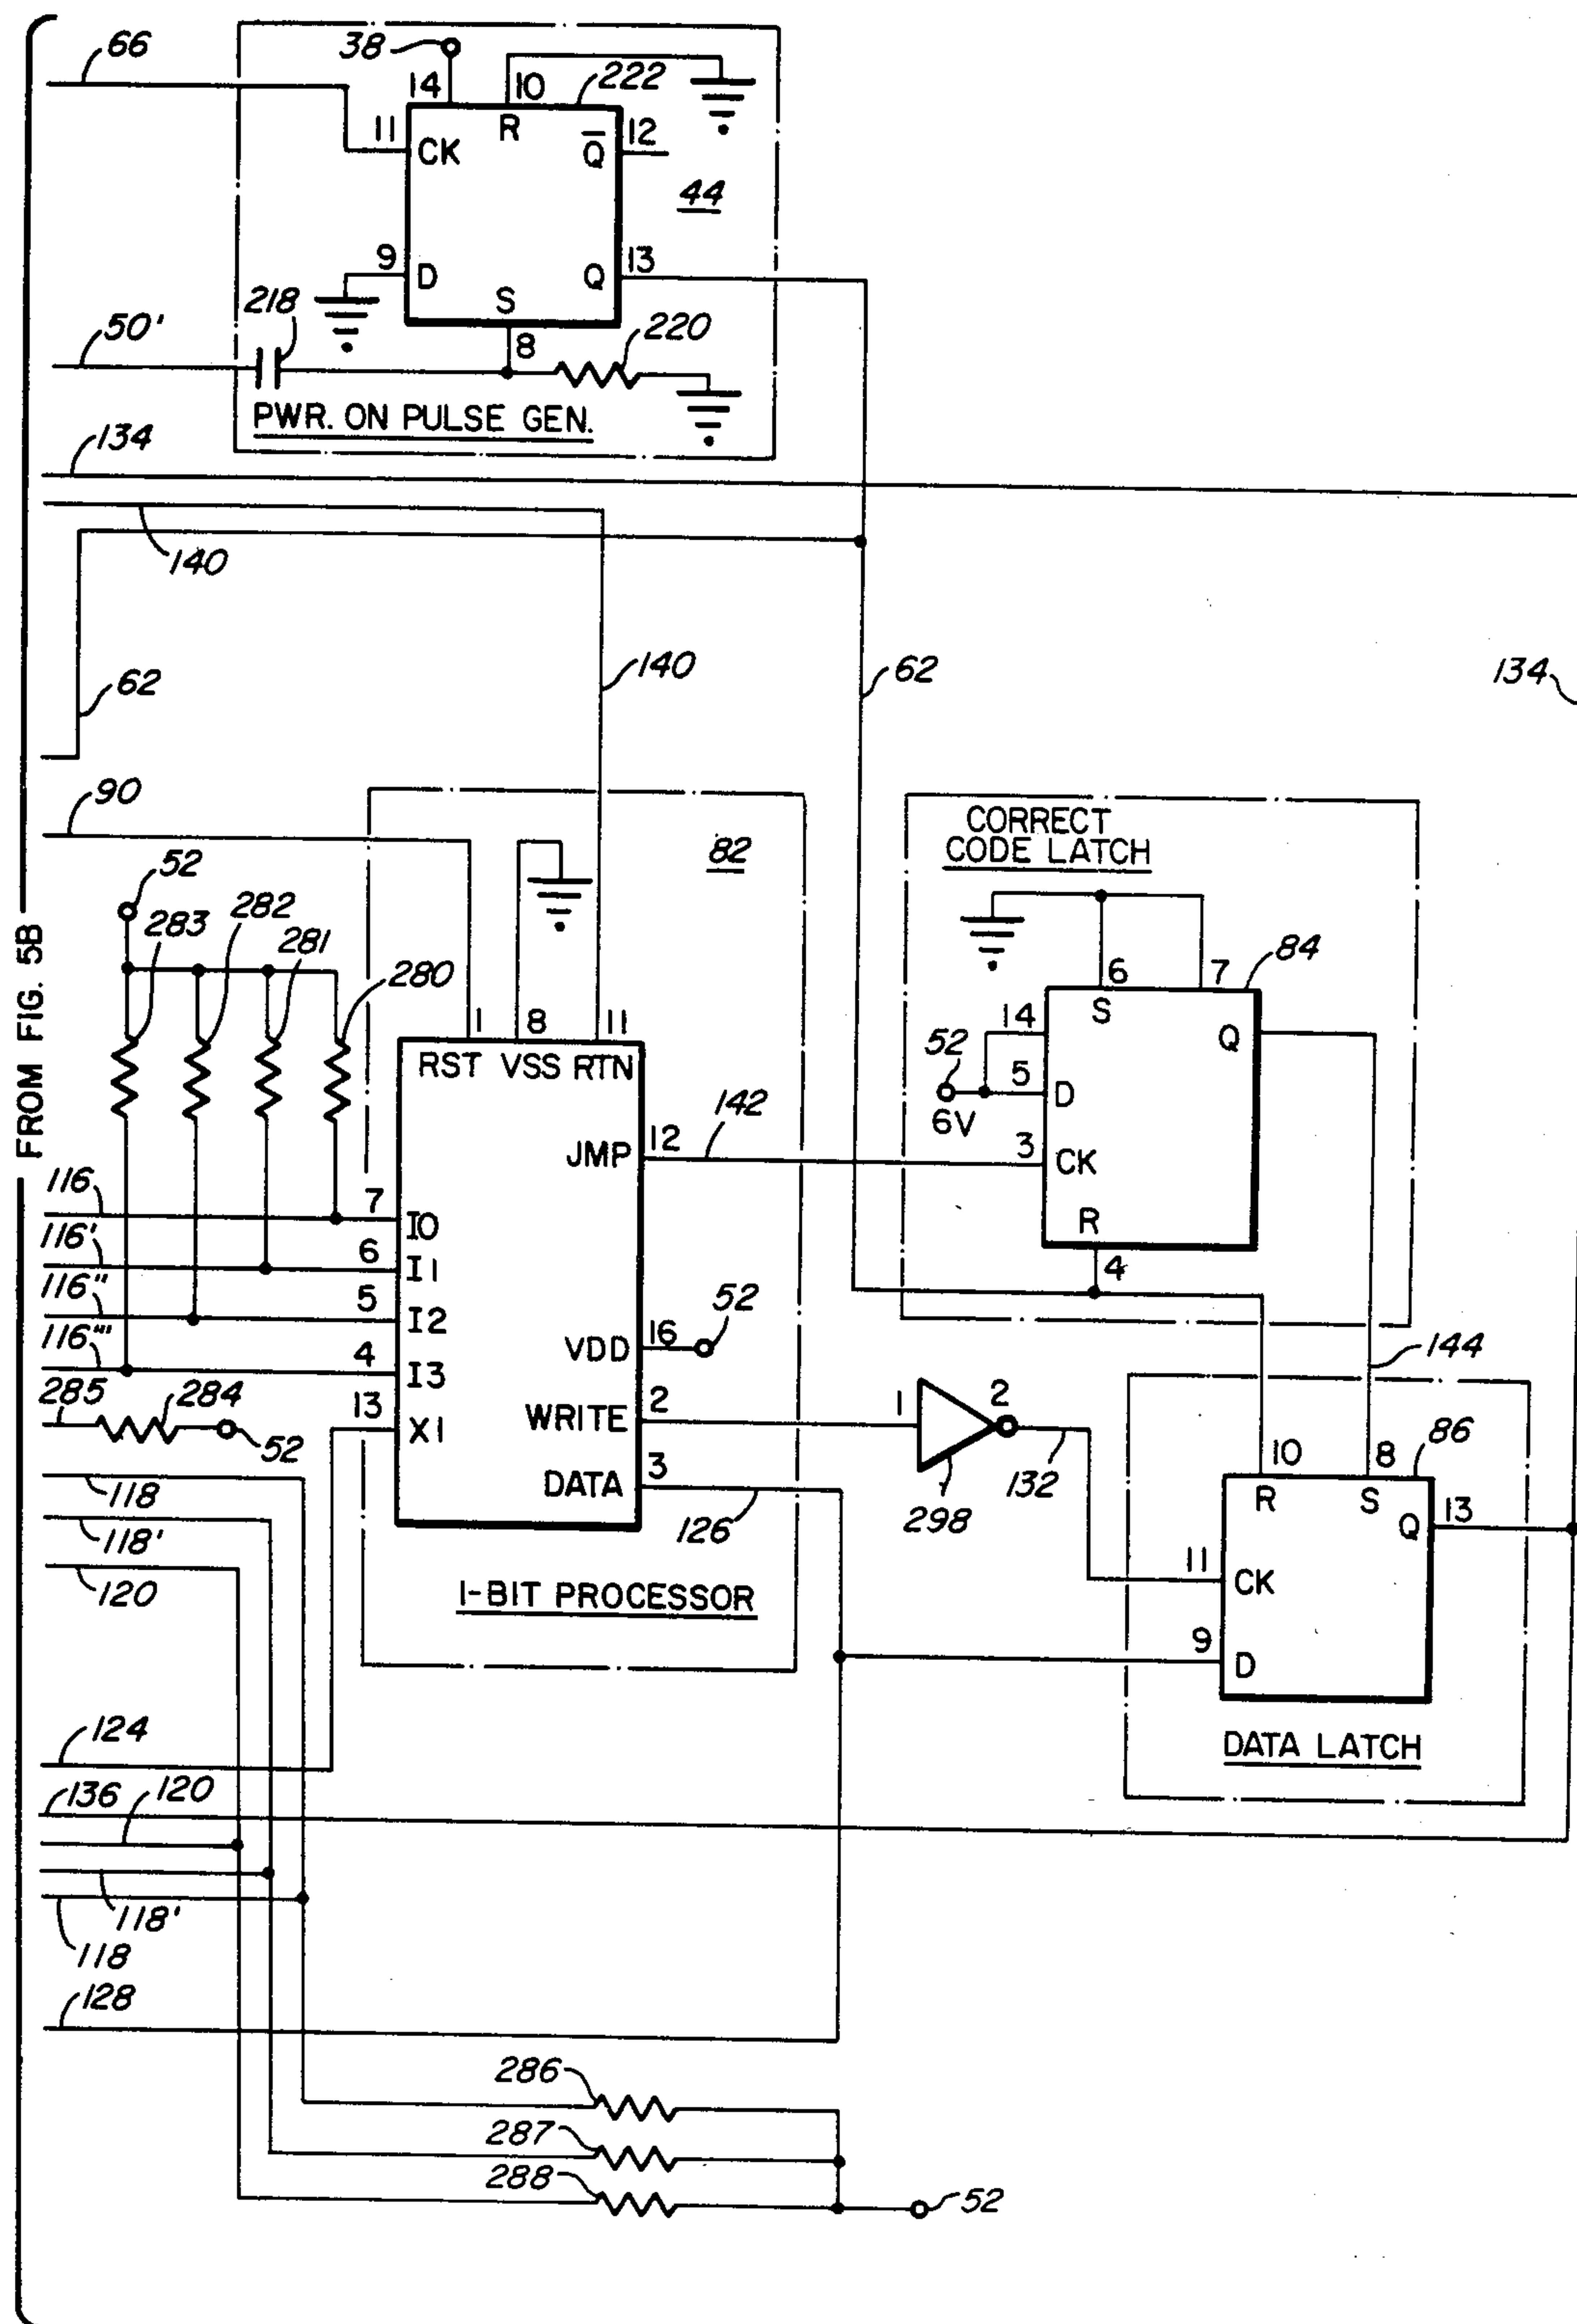 66
38
14
10
222
11
CK
R
Q̅
12
44
9
D
S
Q
13
50'
218
8
220
PWR. ON PULSE GEN.
134
140
62
140
62
134
90
82
CORRECT
CODE LATCH
52
283
282
281
280
FROM FIG. 5B
1
8
11
RST VSS RTN
6
7
84
14
S
Q
52
5
D
6V
JMP
12
142
3
CK
R
4
116
7
I0
116'
6
I1
116"
5
I2
116'''
4
I3
VDD
16
52
144
285
284
13
X1
52
WRITE
2
1
2
132
298
DATA
3
126
10
8
86
R
S
Q
13
11
CK
9
D
DATA LATCH
118
118'
120
1-BIT PROCESSOR
124
136
120
118'
118
128
286
287
288
52